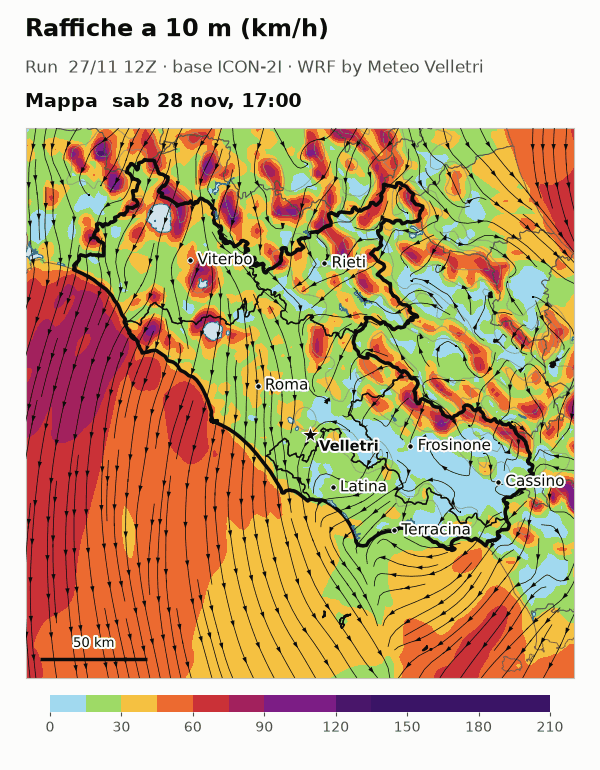 Raffiche a 10 m (km/h)
Run  27/11 12Z · base ICON-2I · WRF by Meteo Velletri
Mappa  sab 28 nov, 17:00
Viterbo
Rieti
Roma
Velletri
Frosinone
Cassino
Latina
Terracina
50 km
0 30 60 90 120 150 180 210